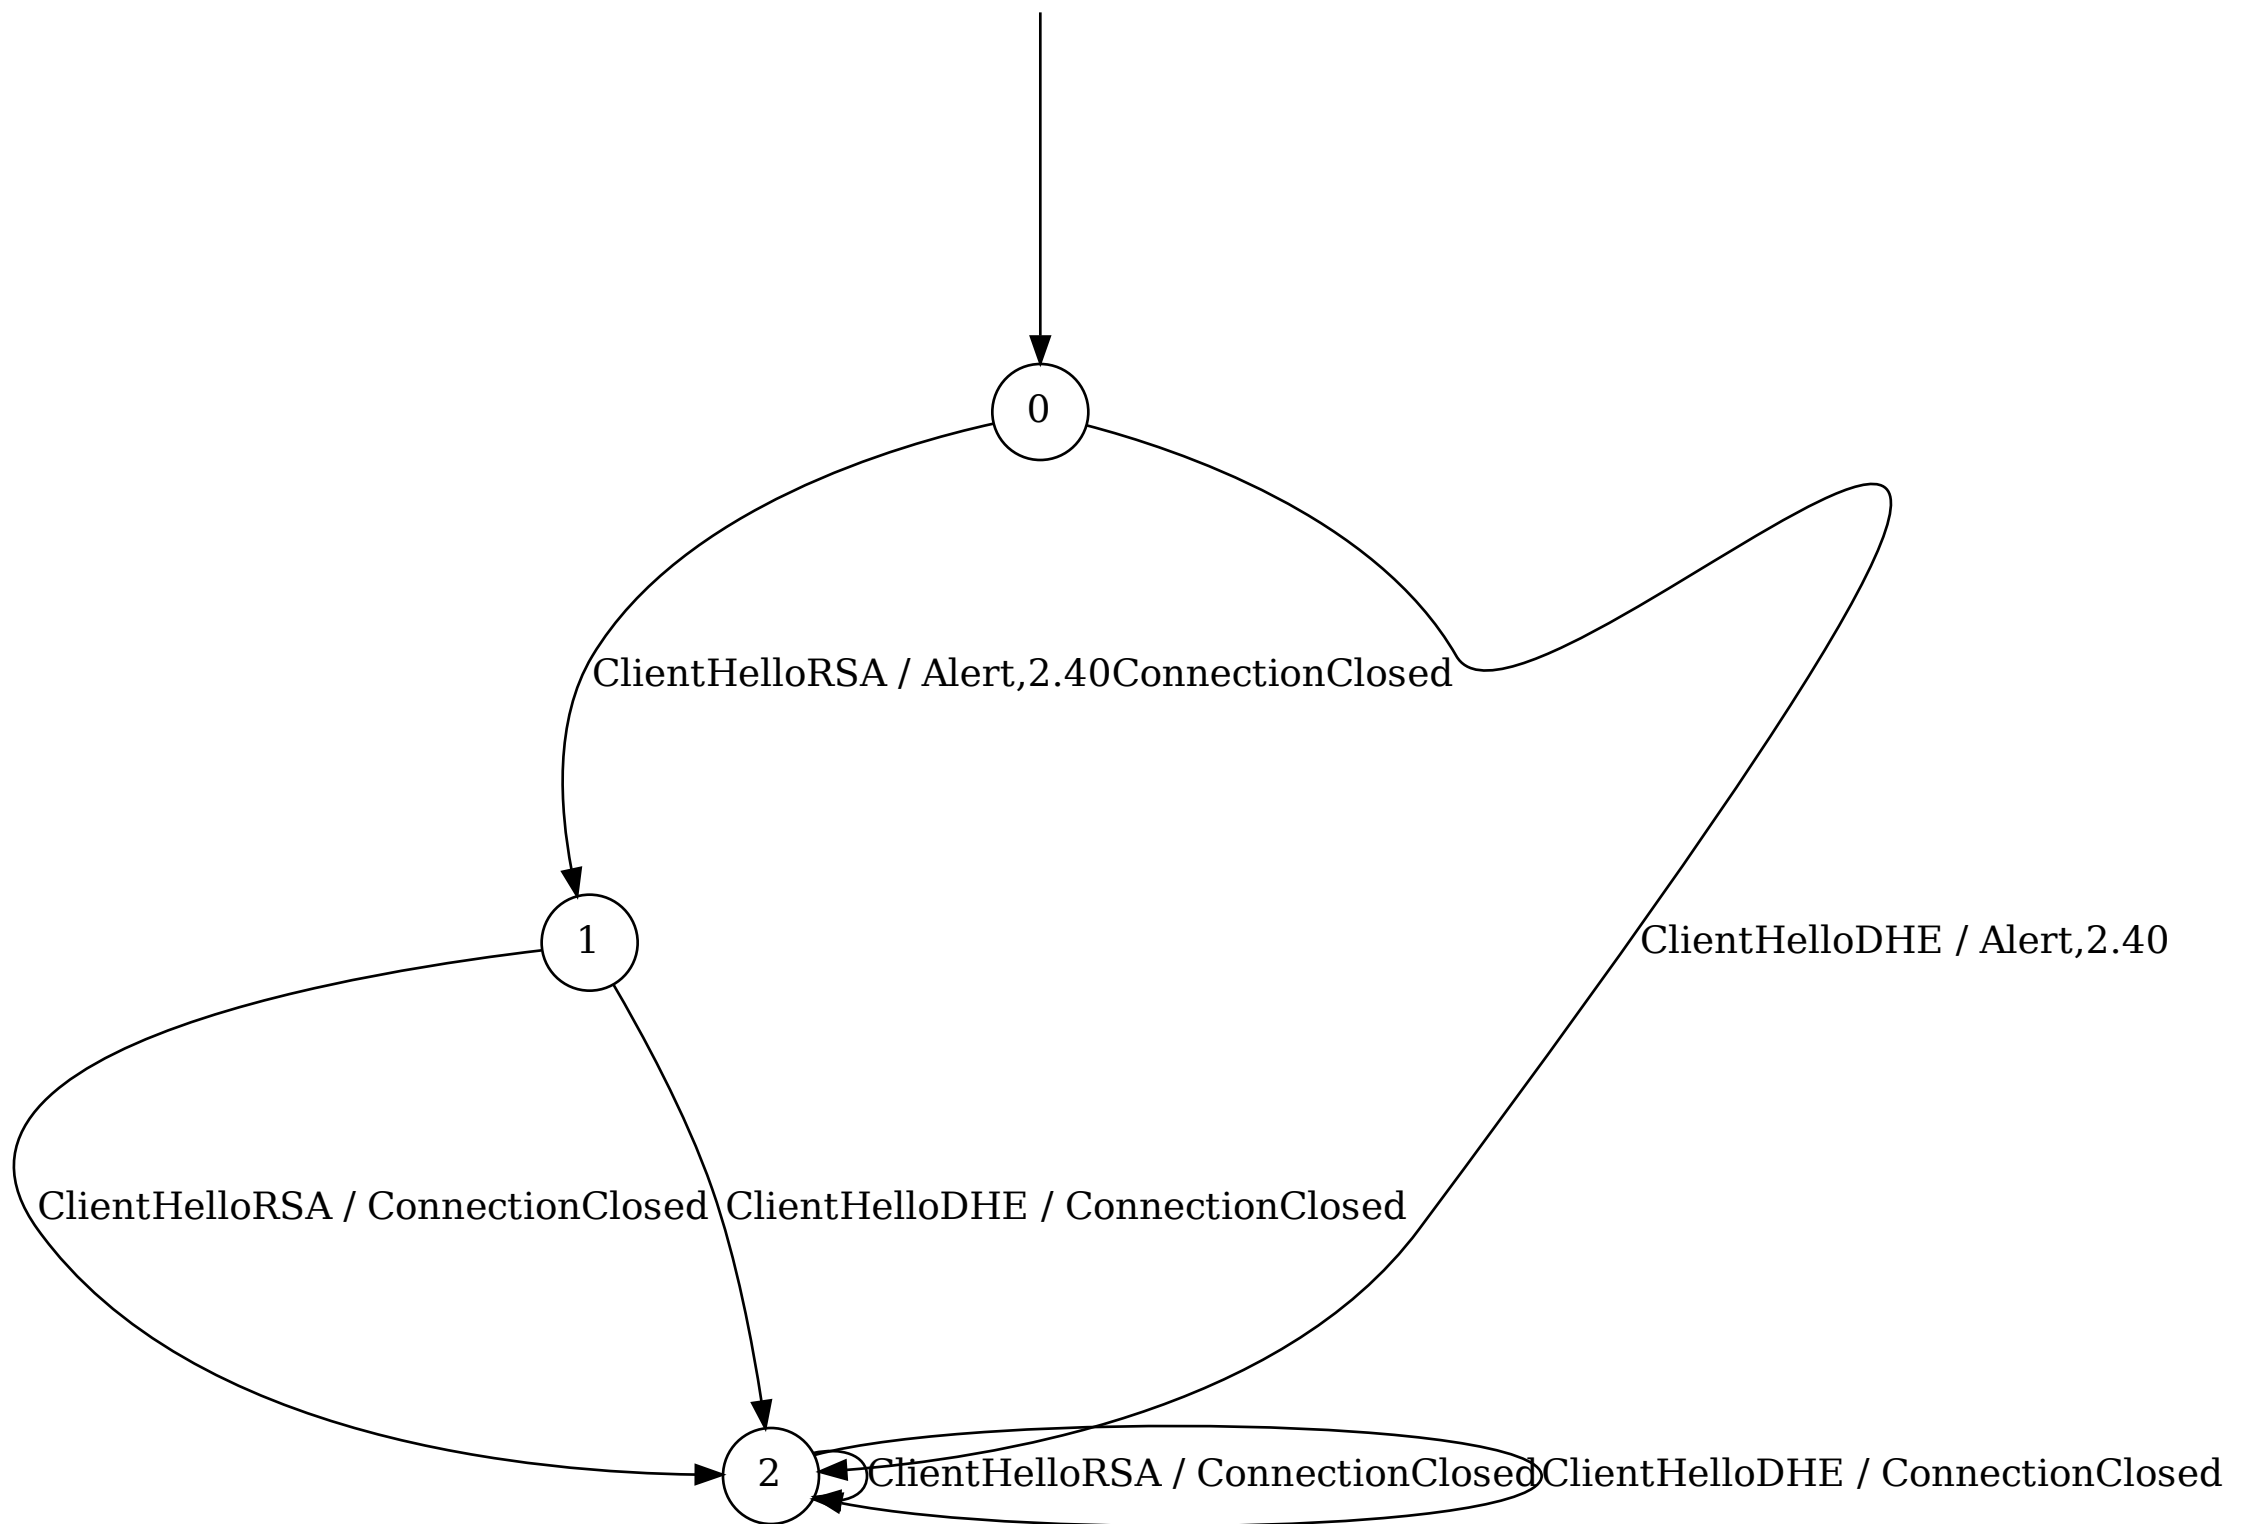 0
ClientHelloRSA / Alert,2.40ConnectionClosed
1
ClientHelloDHE / Alert,2.40
ClientHelloRSA / ConnectionClosed
ClientHelloDHE / ConnectionClosed
2
ClientHelloRSA / ConnectionClosed
ClientHelloDHE / ConnectionClosed